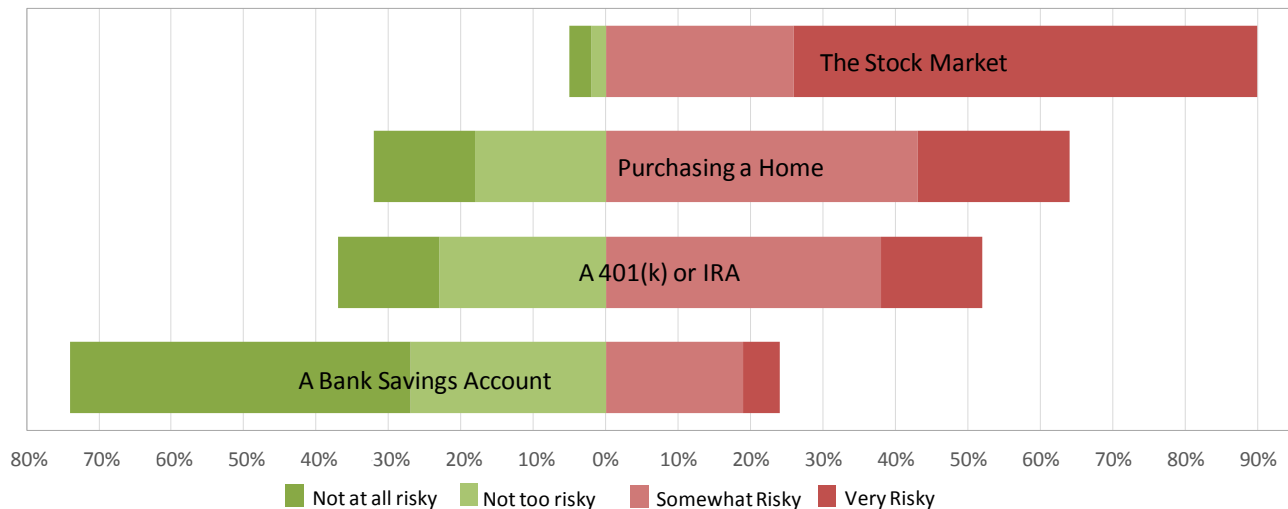 The Stock Market
Purchasing a Home
A 401(k) or IRA
A Bank Savings Account
80% 70% 60% 50% 40% 30% 20% 10% 0% 10% 20% 30% 40% 50% 60% 70% 80% 90%
Not at all risky Not too risky Somewhat Risky Very Risky